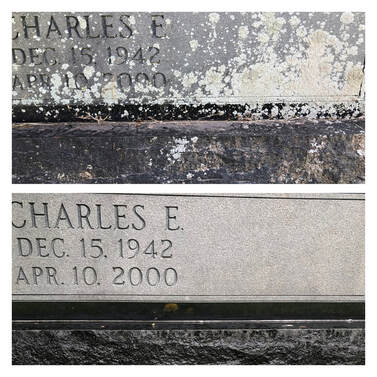 CHARLES E.
DEC. 15. 1942
APR. 10. 2000
CHARLES E.
DEC. 15. 1942
APR. 10. 2000